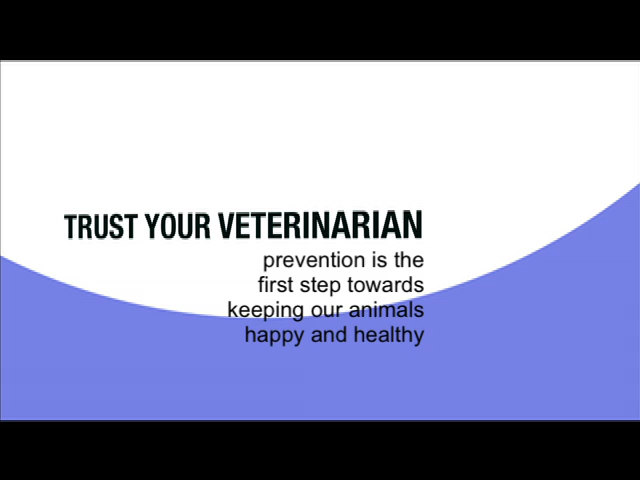 TRUST YOUR VETERINARIAN
prevention is the
first step towards
keeping our animals
happy and healthy